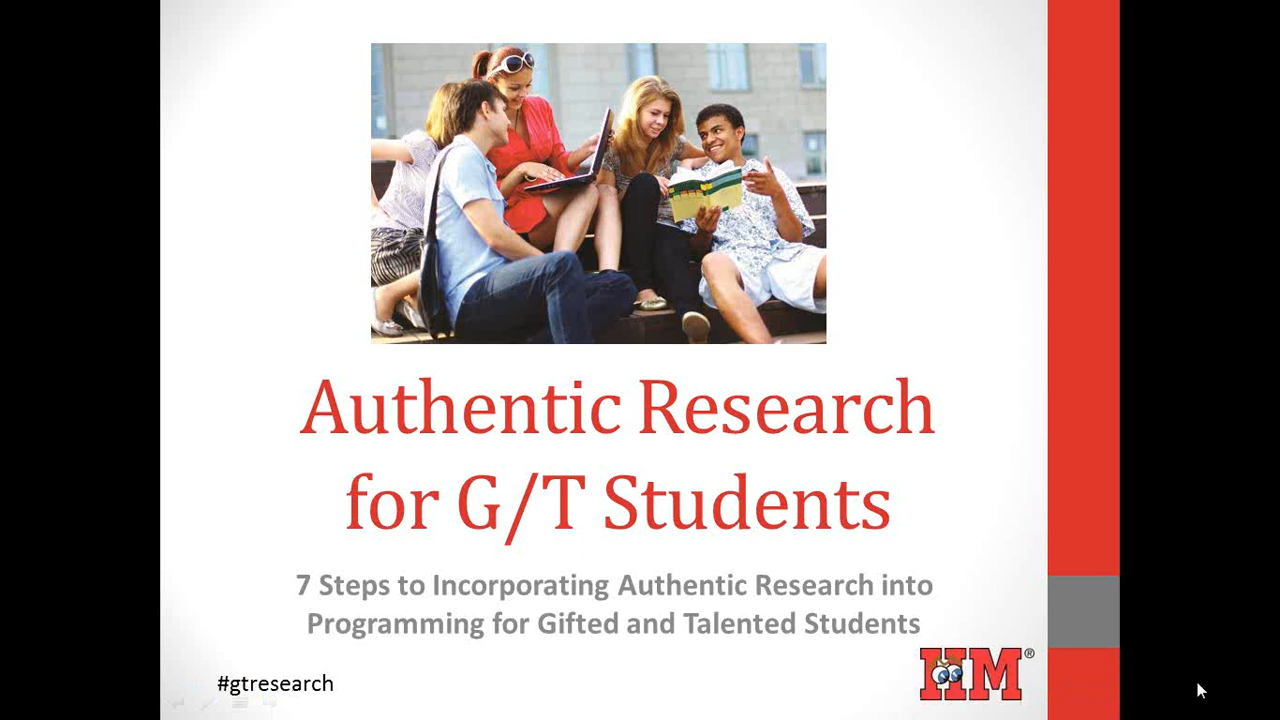 Authentic Research
for G/T Students
7 Steps to Incorporating Authentic Research into
Programming for Gifted and Talented Students
#gtresearch
HM®